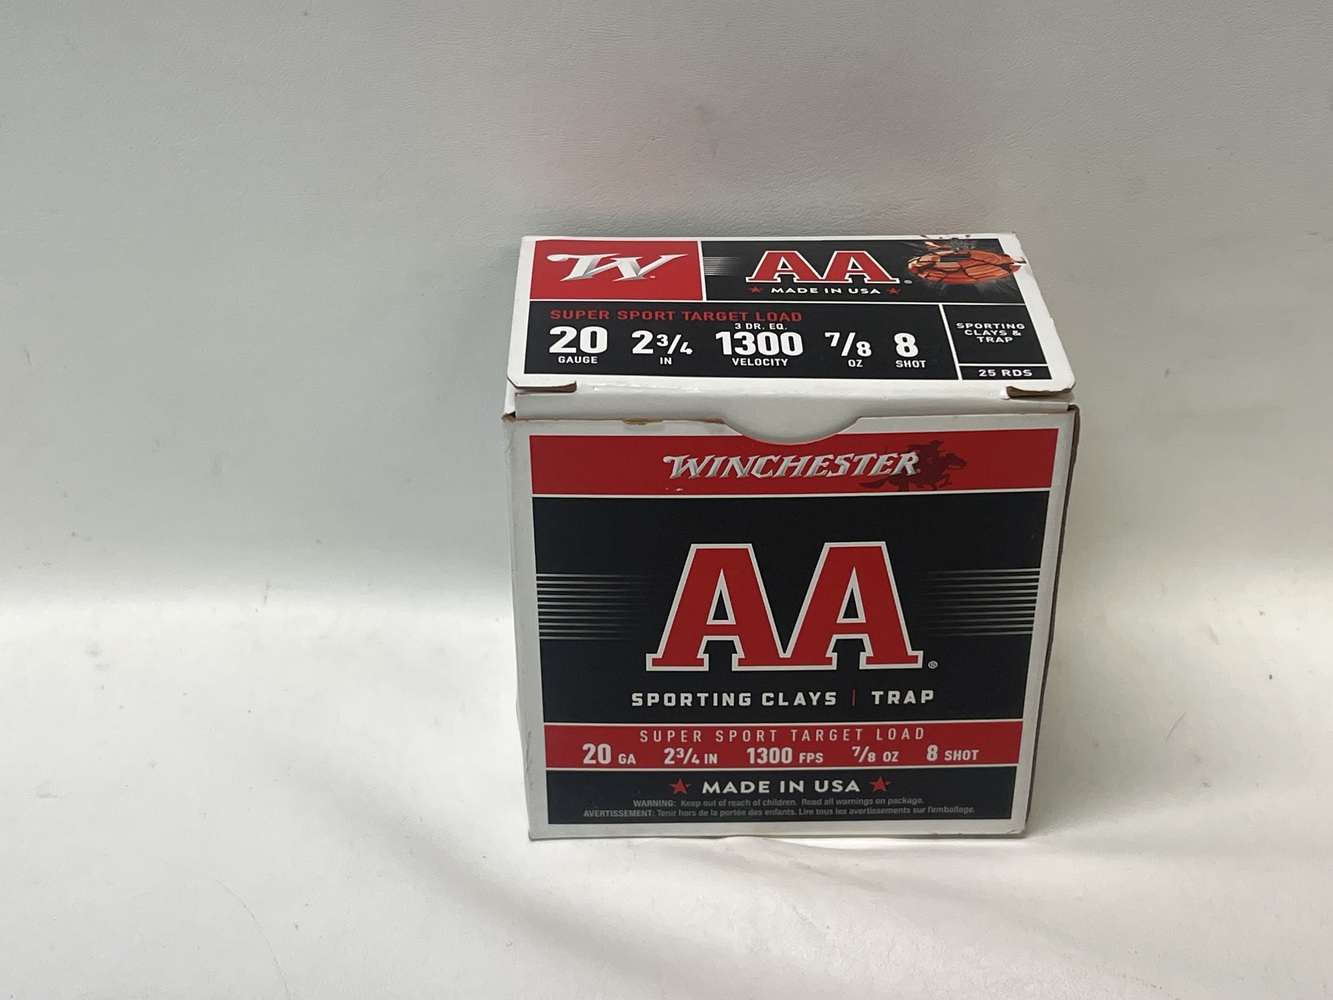 W
AA®
★ MADE IN USA ★
SUPER SPORT TARGET LOAD
3 DR. EQ.
20 2 3/4 1300 7/8 8
GAUGE IN VELOCITY OZ SHOT
SPORTING
CLAYS &
TRAP
25 RDS
WINCHESTER
AA®
SPORTING CLAYS | TRAP
SUPER SPORT TARGET LOAD
20 GA 2 3/4 IN 1300 FPS 7/8 OZ 8 SHOT
★ MADE IN USA ★
WARNING: Keep out of reach of children. Read all warnings on package.
AVERTISSEMENT: Tenir hors de la portée des enfants. Lire tous les avertissements sur l'emballage.